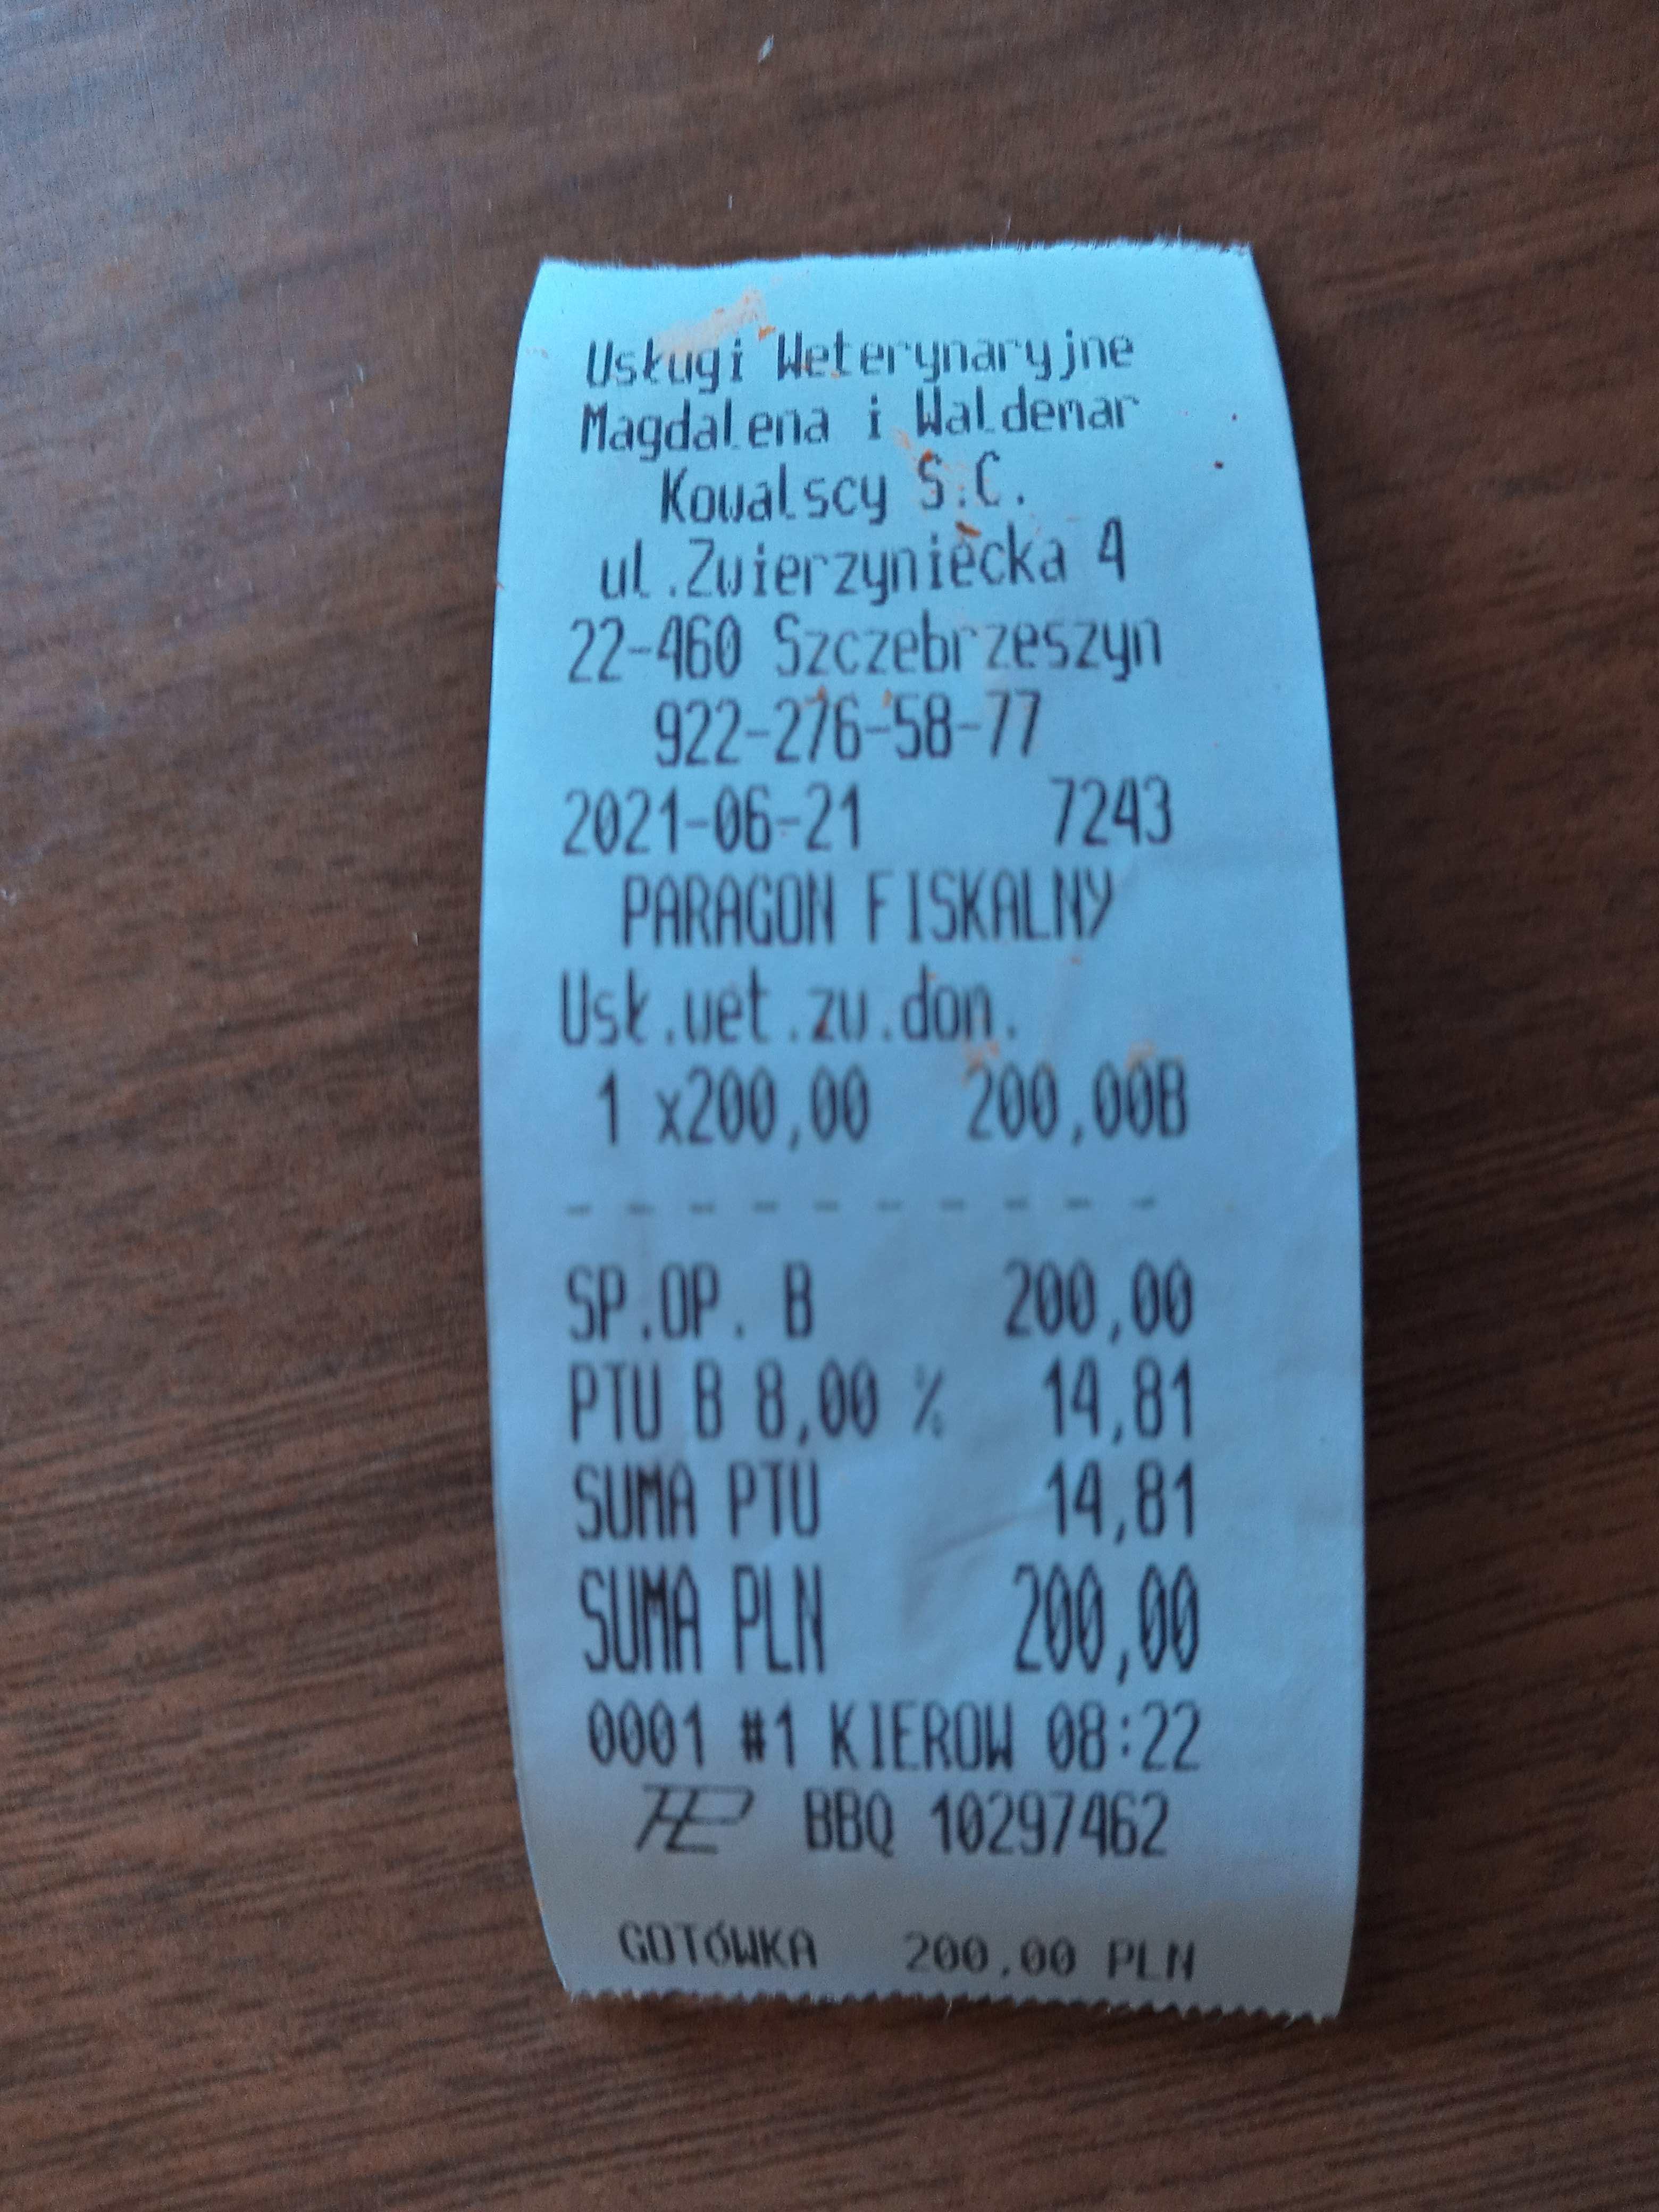 Usługi Weterynaryjne
Magdalena i Waldemar
Kowalscy S.C.
ul.Zwierzyniecka 4
22-460 Szczebrzeszyn
922-276-58-77
2021-06-21 7243
PARAGON FISKALNY
Usł.wet.zw.dom.
1 x200,00 200,00B
SP.OP. B 200,00
PTU B 8,00 % 14,81
SUMA PTU 14,81
SUMA PLN 200,00
0001 #1 KIEROW 08:22
BBQ 10297462
GOTÓWKA 200,00 PLN